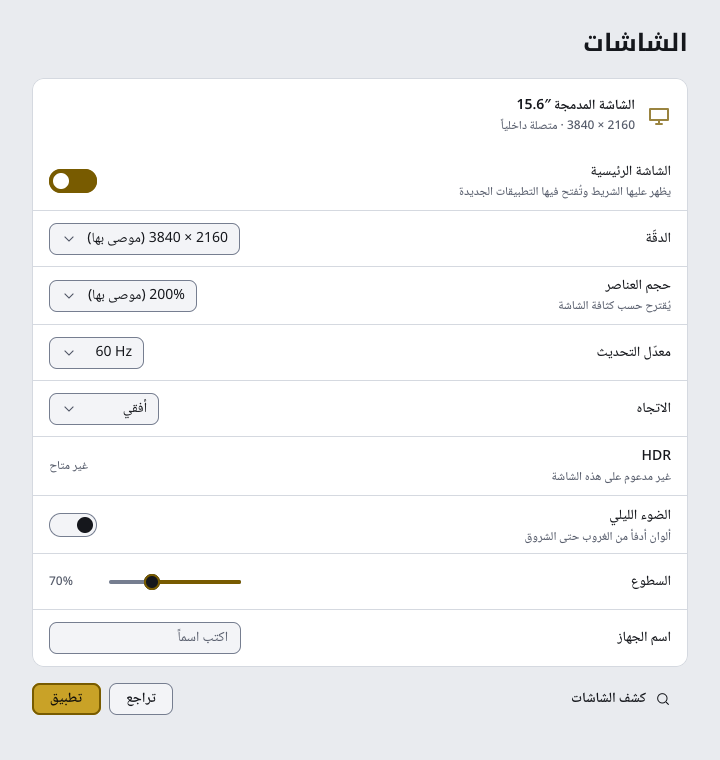 الشاشات
الشاشة المدمجة 15.6″
3840 × 2160 · متصلة داخلياً
الشاشة الرئيسية
يظهر عليها الشريط وتُفتح فيها التطبيقات الجديدة
الدقّة
3840 × 2160 (موصى بها)
حجم العناصر
يُقترح حسب كثافة الشاشة
200% (موصى بها)
معدّل التحديث
60 Hz
الاتجاه
أفقي
HDR
غير مدعوم على هذه الشاشة
غير متاح
الضوء الليلي
ألوان أدفأ من الغروب حتى الشروق
السطوع
70%
اسم الجهاز
اكتب اسماً
كشف الشاشات
تراجع
تطبيق